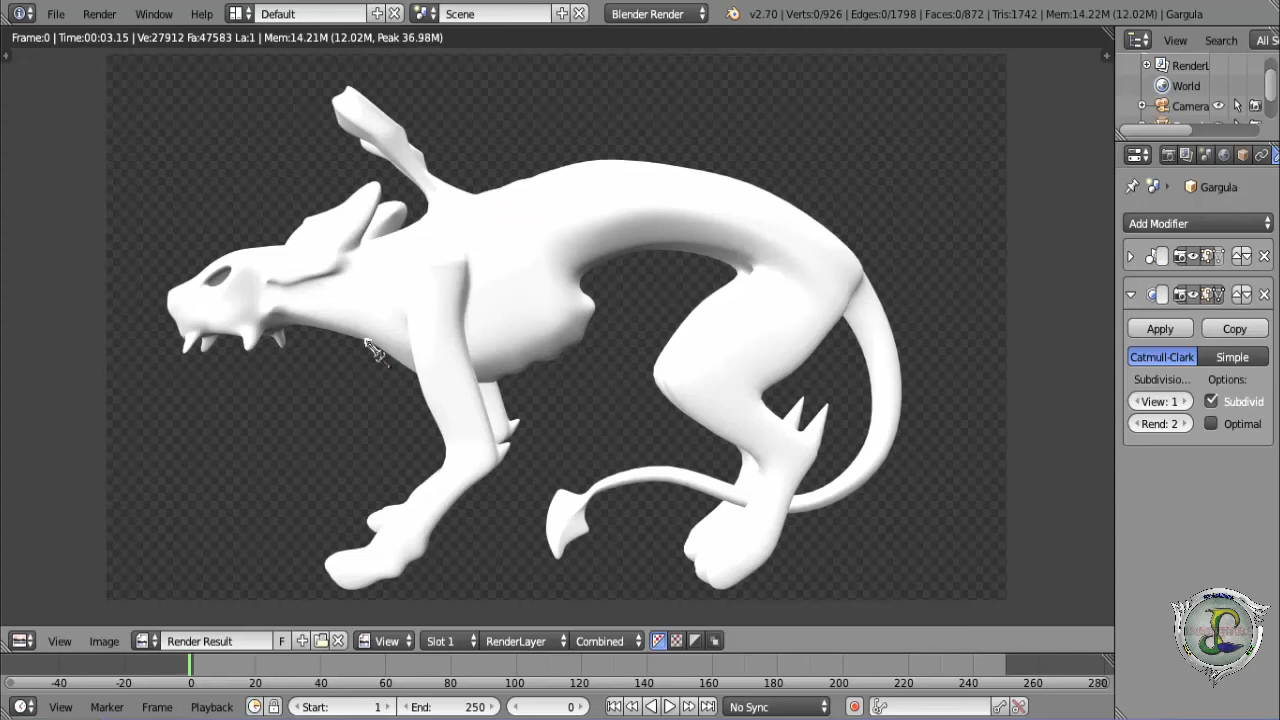 File Render Window Help Default Scene Blender Render v2.70 | Verts:0/926 | Edges:0/1798 | Faces:0/872 | Tris:1742 | Mem:14.22M (12.02M) | Gargula
Frame:0 | Time:00:03.15 | Ve:27912 Fa:47583 La:1 | Mem:14.21M (12.02M, Peak 36.98M)
View Search All S
RenderL
World
Camera
Gargula
Add Modifier
Apply Copy
Catmull-Clark Simple
Subdivisio... Options:
View: 1 Subdivid
Rend: 2 Optimal
View Image Render Result F View Slot 1 RenderLayer Combined
-40 -20 0 20 40 60 80 100 120 140 160 180 200 220 240 260 280
View Marker Frame Playback Start: 1 End: 250 0 No Sync